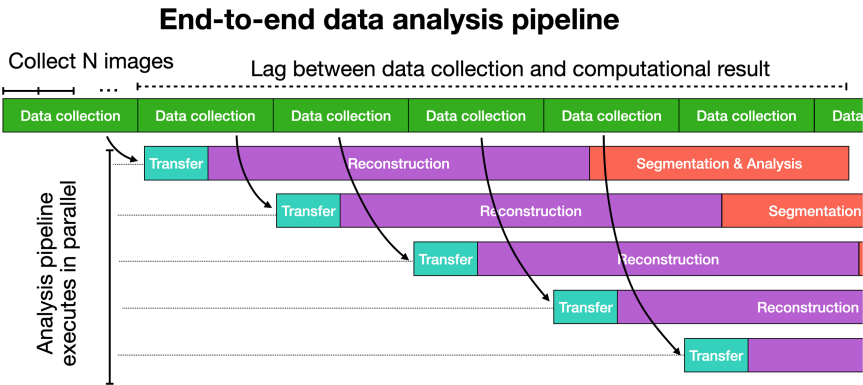 End-to-end data analysis pipeline
Collect N images
...
Lag between data collection and computational result
Data collection
Data collection
Data collection
Data collection
Data collection
Data collection
Data
Analysis pipeline
executes in parallel
Transfer
Reconstruction
Segmentation & Analysis
Transfer
Reconstruction
Segmentation
Transfer
Reconstruction
Transfer
Reconstruction
Transfer